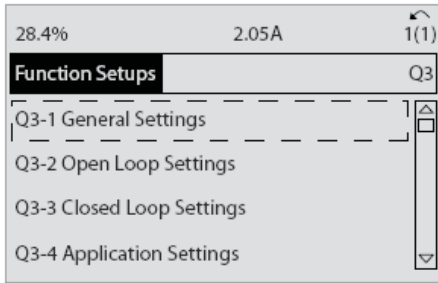 28.4% 2.05A 1(1)
Function Setups Q3
Q3-1 General Settings
Q3-2 Open Loop Settings
Q3-3 Closed Loop Settings
Q3-4 Application Settings